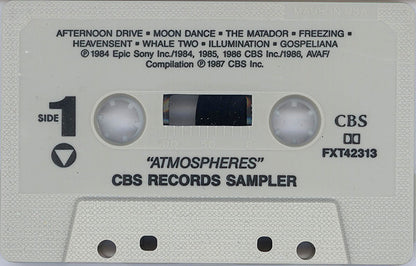 AFTERNOON DRIVE ▪ MOON DANCE ▪ THE MATADOR ▪ FREEZING ▪
HEAVENSENT ▪ WHALE TWO ▪ ILLUMINATION ▪ GOSPELIANA
℗ 1984 Epic Sony Inc./1984, 1985, 1986 CBS Inc./1986, AVAF/
Compilation ℗ 1987 CBS Inc.
SIDE 1
CBS
FXT42313
"ATMOSPHERES"
CBS RECORDS SAMPLER